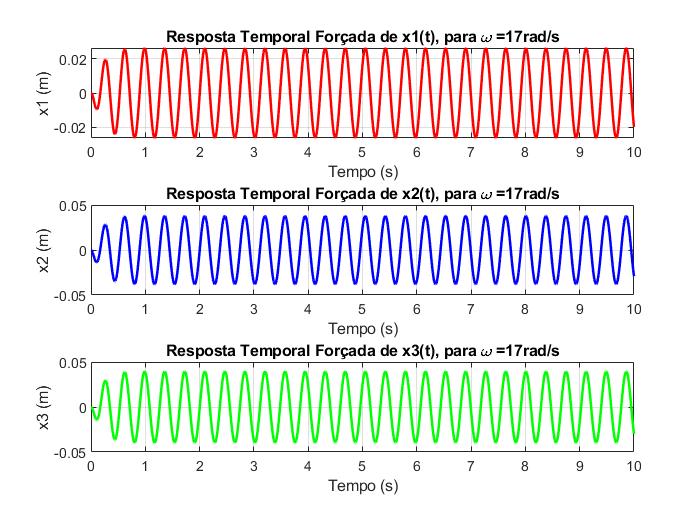 Resposta Temporal Forçada de x1(t), para ω =17rad/s
x1 (m)
0.02
0
-0.02
0 1 2 3 4 5 6 7 8 9 10
Tempo (s)
Resposta Temporal Forçada de x2(t), para ω =17rad/s
x2 (m)
0.05
0
-0.05
0 1 2 3 4 5 6 7 8 9 10
Tempo (s)
Resposta Temporal Forçada de x3(t), para ω =17rad/s
x3 (m)
0.05
0
-0.05
0 1 2 3 4 5 6 7 8 9 10
Tempo (s)